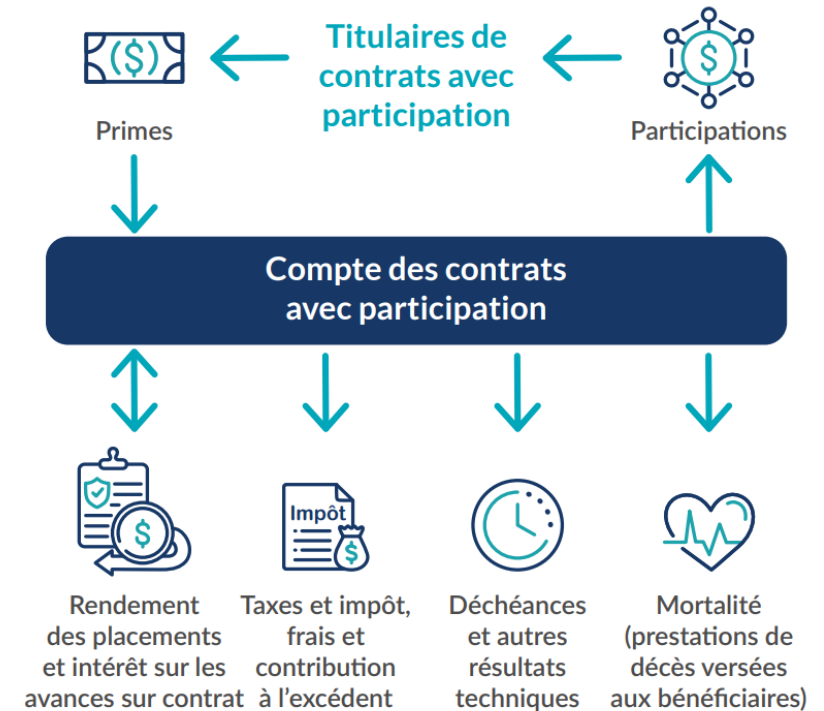 Titulaires de
contrats avec
participation
($)
$
Primes
Participations
Compte des contrats
avec participation
$
Impôt
$
Rendement
des placements
et intérêt sur les
avances sur contrat
Taxes et impôt,
frais et
contribution
à l'excédent
Déchéances
et autres
résultats
techniques
Mortalité
(prestations de
décès versées
aux bénéficiaires)